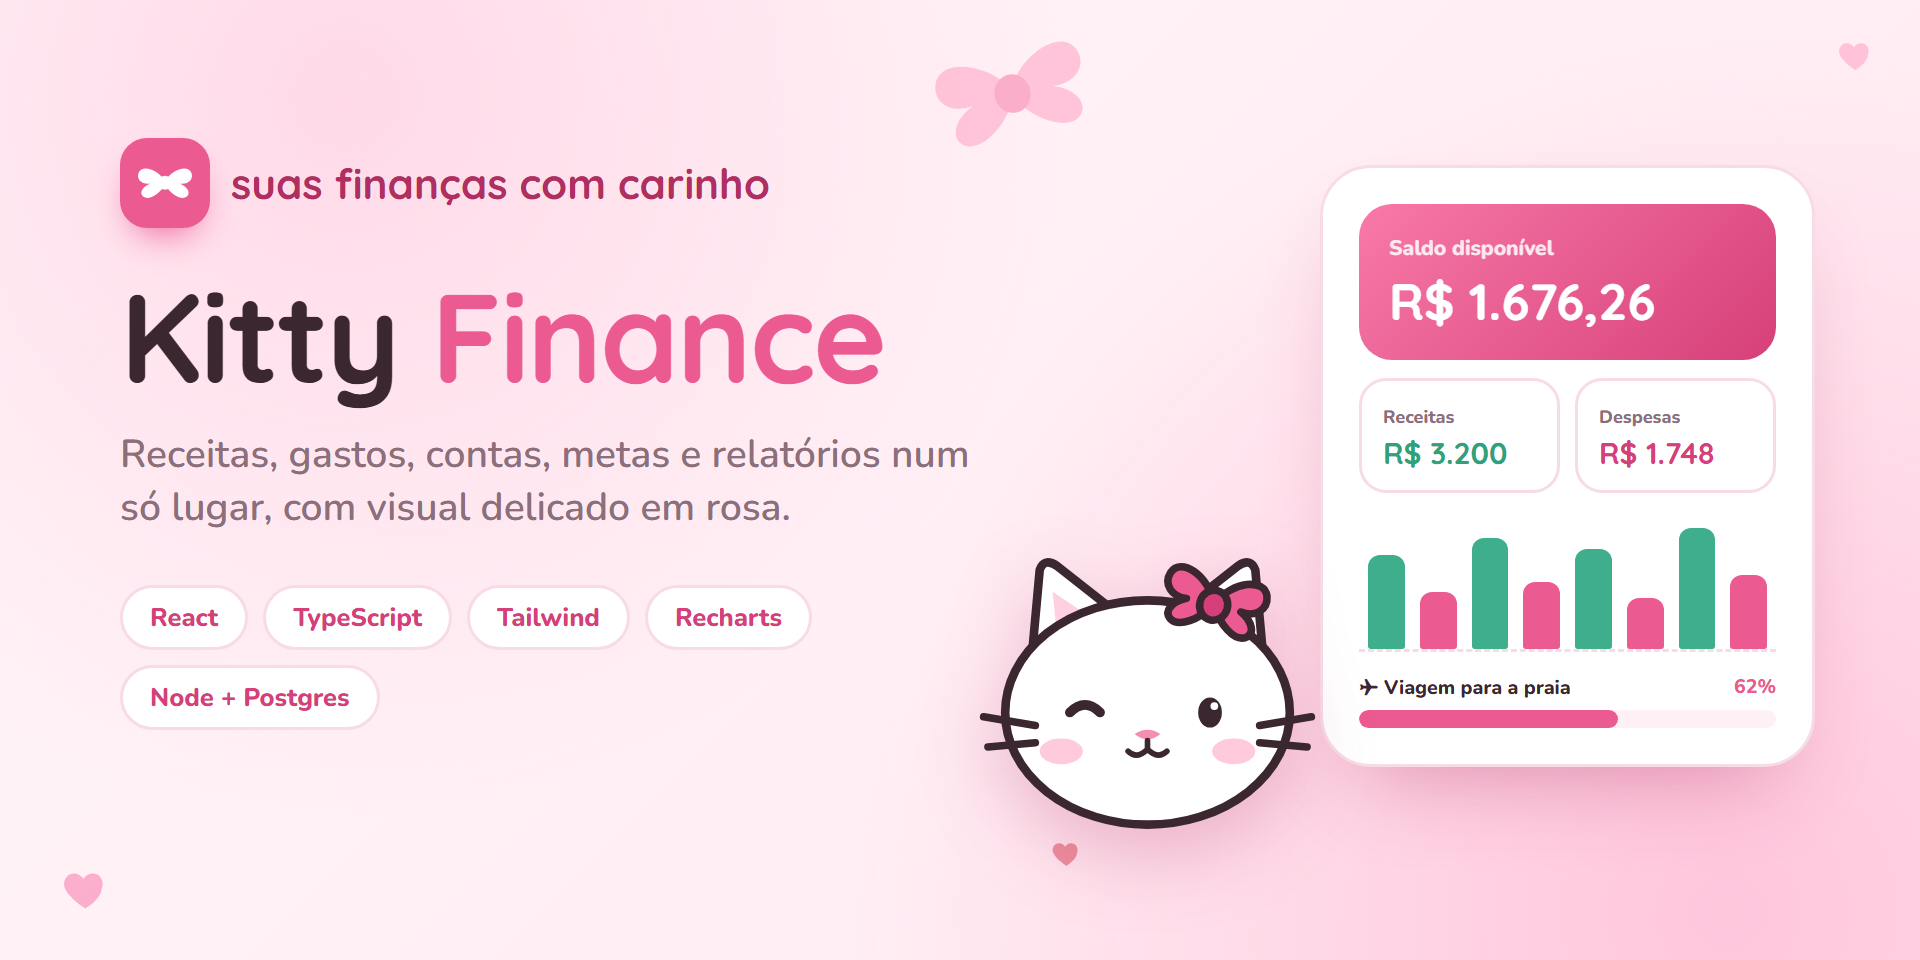 suas finanças com carinho
Kitty Finance
Receitas, gastos, contas, metas e relatórios num
só lugar, com visual delicado em rosa.
React
TypeScript
Tailwind
Recharts
Node + Postgres
Saldo disponível
R$ 1.676,26
Receitas
R$ 3.200
Despesas
R$ 1.748
✈ Viagem para a praia
62%